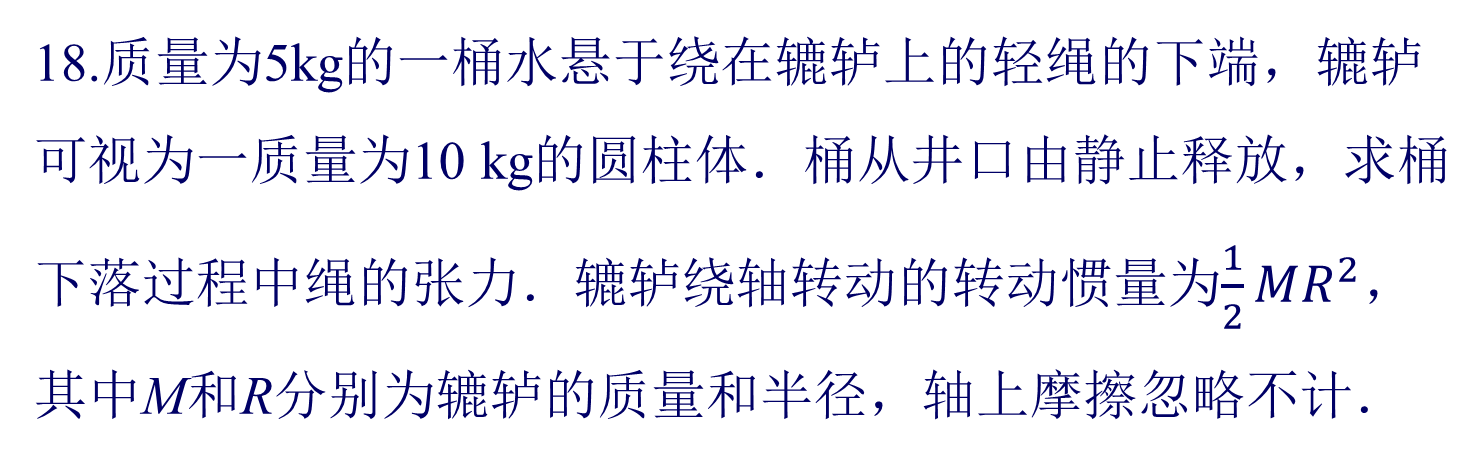 18.质量为5kg的一桶水悬于绕在辘轳上的轻绳的下端，辘轳
可视为一质量为10 kg的圆柱体．桶从井口由静止释放，求桶
下落过程中绳的张力．辘轳绕轴转动的转动惯量为$\frac{1}{2}MR^2$，
其中M和R分别为辘轳的质量和半径，轴上摩擦忽略不计．